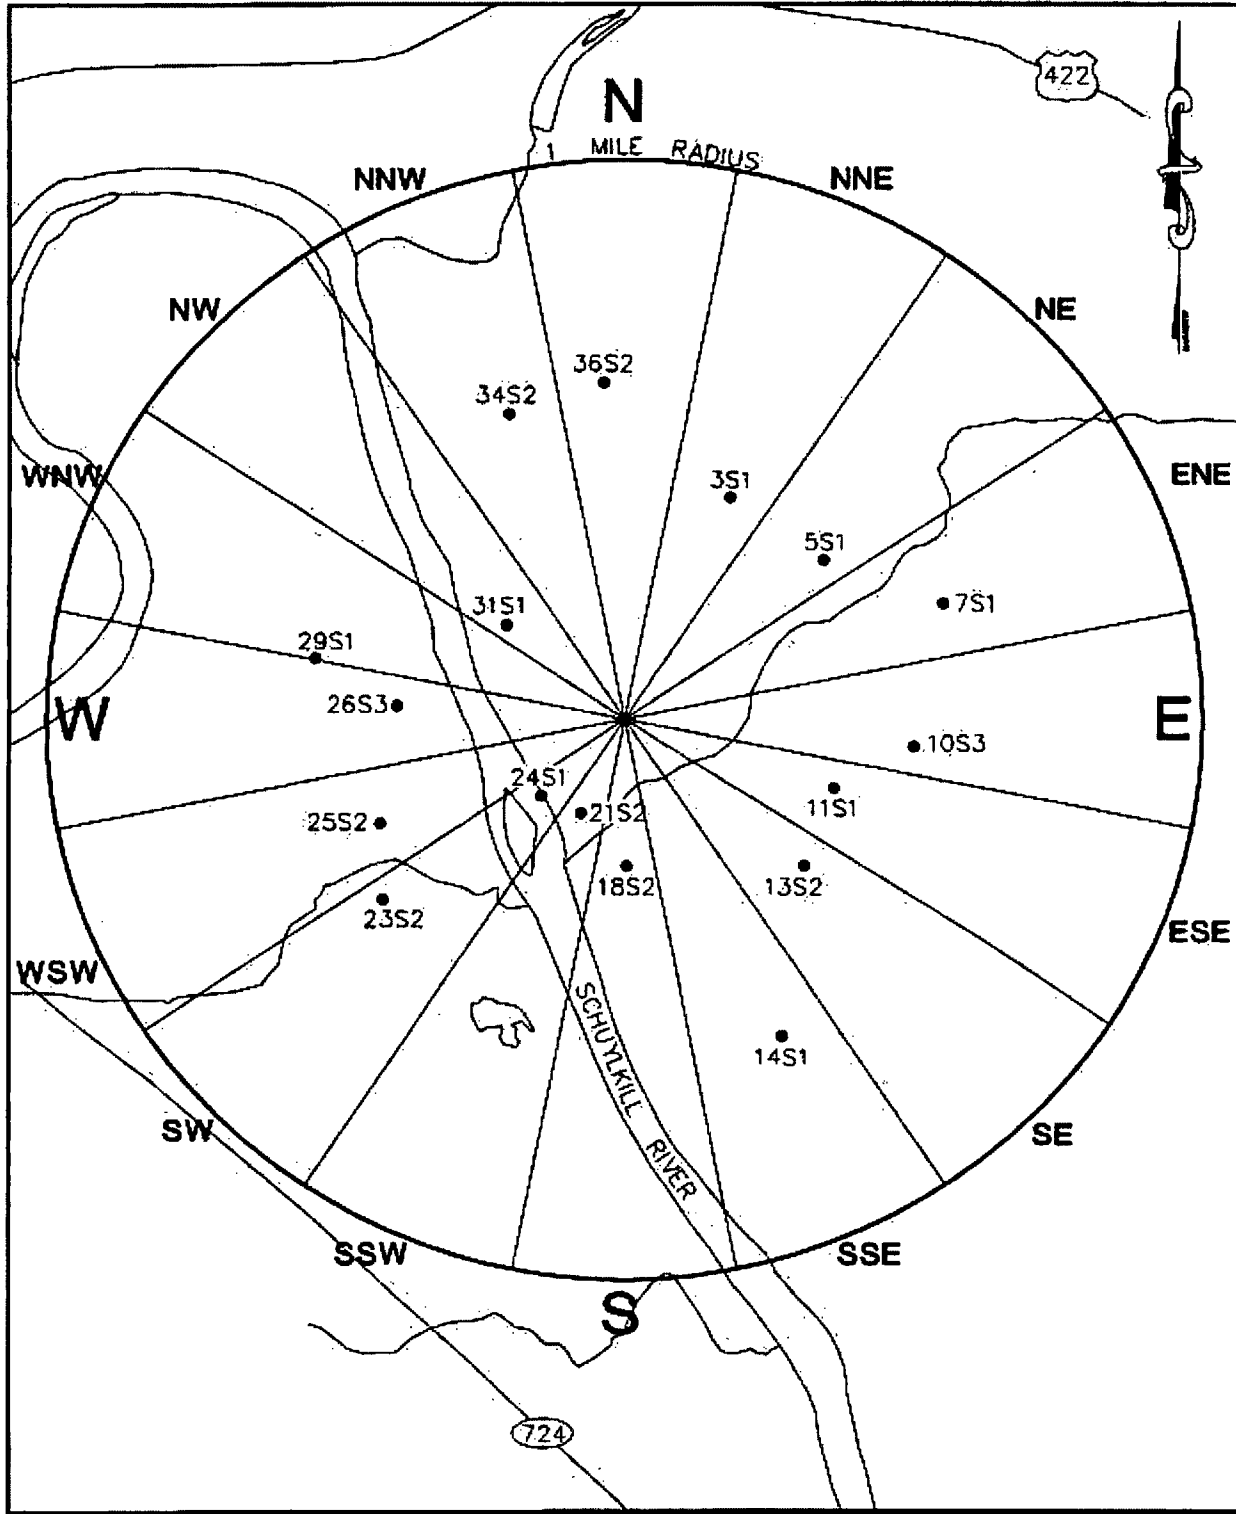 422
N
1 MILE RADIUS
NNW
NNE
NW
NE
36S2
34S2
WNW
ENE
3S1
5S1
7S1
31S1
29S1
26S3
W
E
10S3
24S1
11S1
21S2
25S2
18S2
13S2
23S2
ESE
WSW
14S1
SCHUYLKILL RIVER
SW
SE
SSW
SSE
S
724